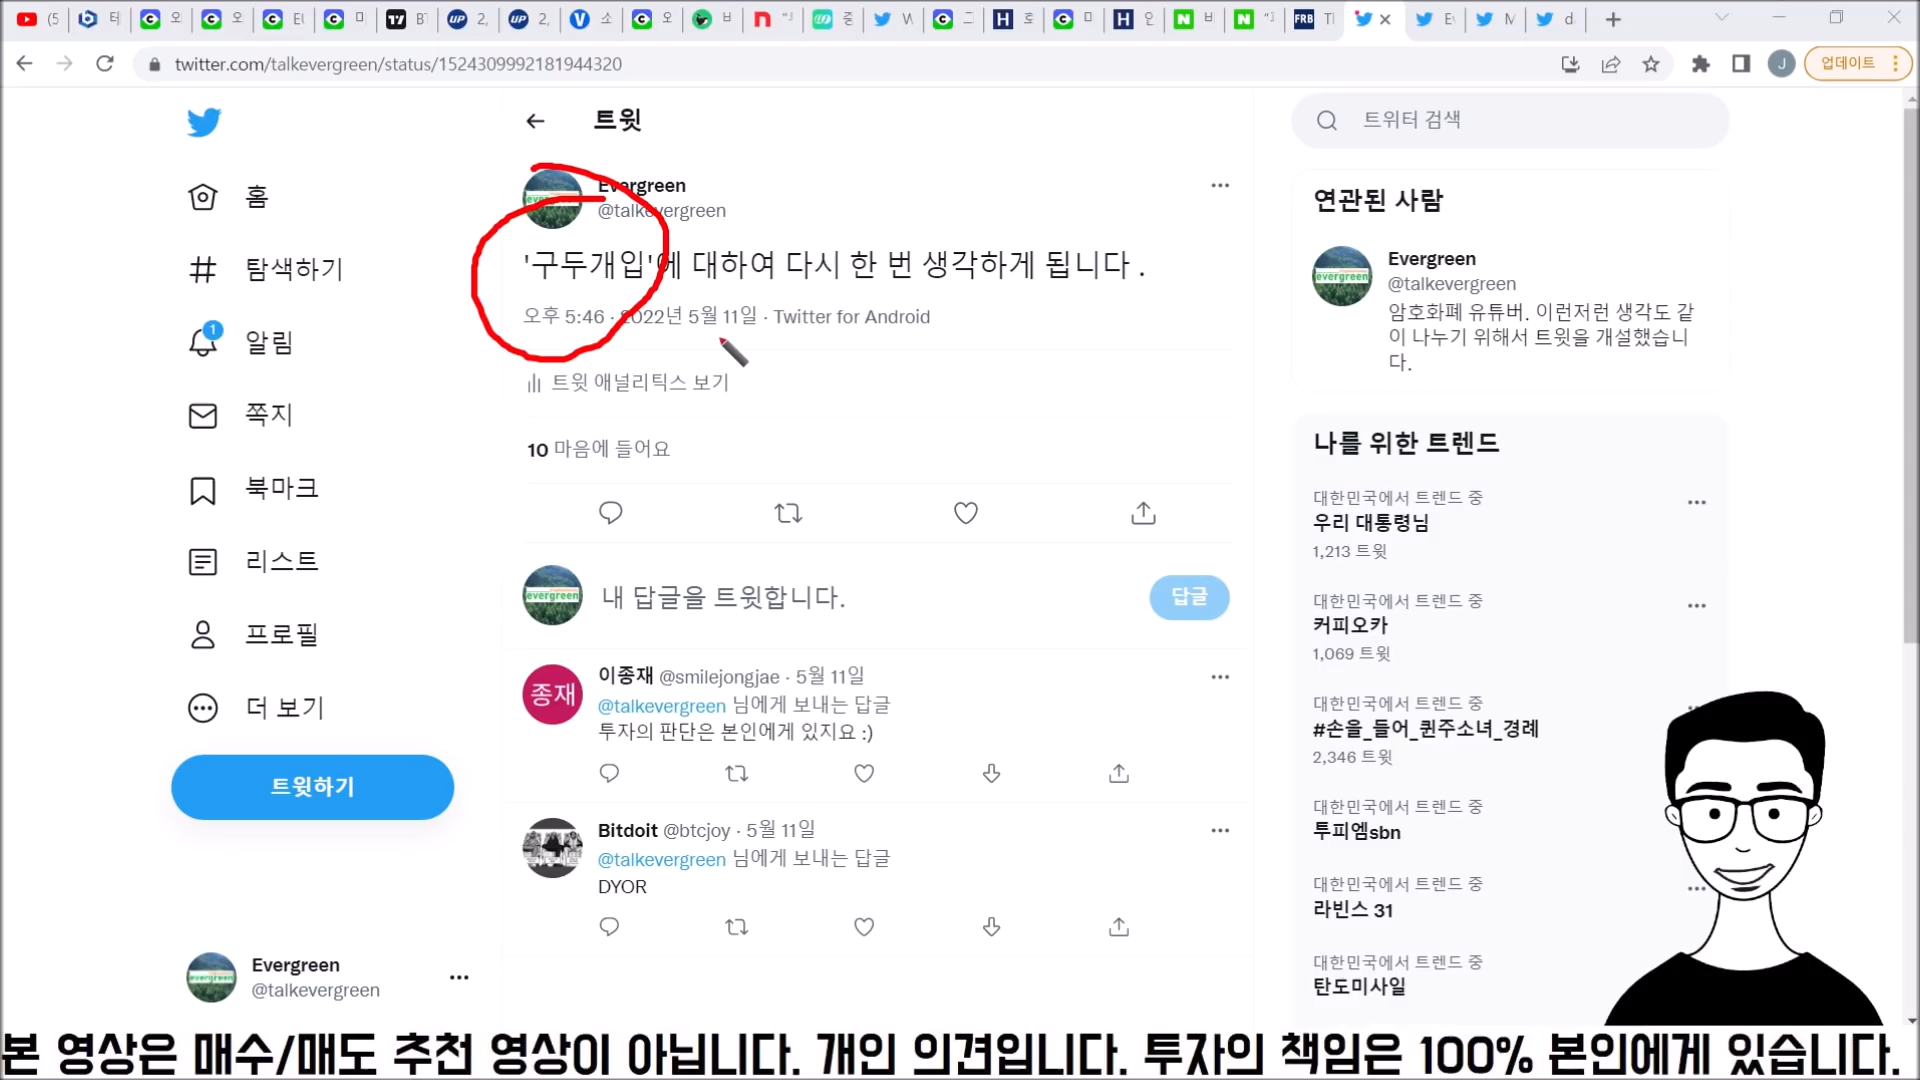 twitter.com/talkevergreen/status/1524309992181944320
업데이트
J
트윗
트위터 검색
홈
탐색하기
1
알림
쪽지
북마크
리스트
프로필
더 보기
트윗하기
Evergreen
@talkevergreen
Evergreen
@talkevergreen
'구두개입'에 대하여 다시 한 번 생각하게 됩니다 .
오후 5:46 · 2022년 5월 11일 · Twitter for Android
트윗 애널리틱스 보기
10 마음에 들어요
evergreen
내 답글을 트윗합니다.
답글
종재
이종재 @smilejongjae · 5월 11일
@talkevergreen 님에게 보내는 답글
투자의 판단은 본인에게 있지요 :)
Bitdoit @btcjoy · 5월 11일
@talkevergreen 님에게 보내는 답글
DYOR
연관된 사람
evergreen
Evergreen
@talkevergreen
암호화폐 유튜버. 이런저런 생각도 같
이 나누기 위해서 트윗을 개설했습니
다.
나를 위한 트렌드
대한민국에서 트렌드 중
우리 대통령님
1,213 트윗
대한민국에서 트렌드 중
커피오카
1,069 트윗
대한민국에서 트렌드 중
#손을_들어_퀸주소녀_경례
2,346 트윗
대한민국에서 트렌드 중
투피엠sbn
대한민국에서 트렌드 중
라빈스 31
대한민국에서 트렌드 중
탄도미사일
본 영상은 매수/매도 추천 영상이 아닙니다. 개인 의견입니다. 투자의 책임은 100% 본인에게 있습니다.